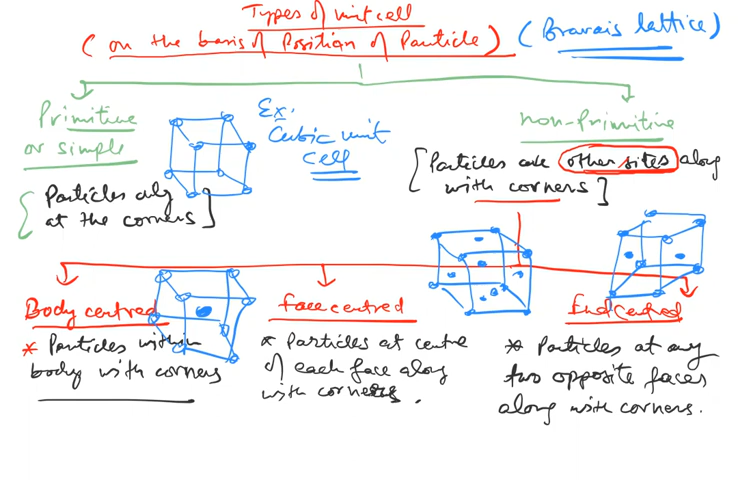 Types of unit cell
(on the basis of Position of Particle) (Bravais lattice)
Primitive
or simple
Ex:
Cubic unit
cell
non-primitive
[Particles are other sites along
with corners]
[Particles only
at the corners]
Body centred
* Particles within
body with corners
face centred
* Particles at centre
of each face along
with corners.
End centred
* Particles at any
two opposite faces
along with corners.